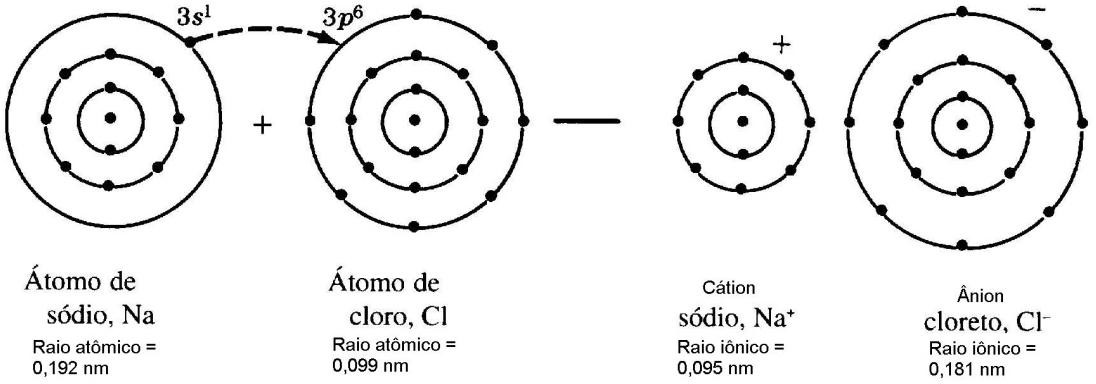 3s¹ 3p⁶
+
+
−
Átomo de
sódio, Na
Raio atômico =
0,192 nm
Átomo de
cloro, Cl
Raio atômico =
0,099 nm
Cátion
sódio, Na⁺
Raio iônico =
0,095 nm
Ânion
cloreto, Cl⁻
Raio iônico =
0,181 nm